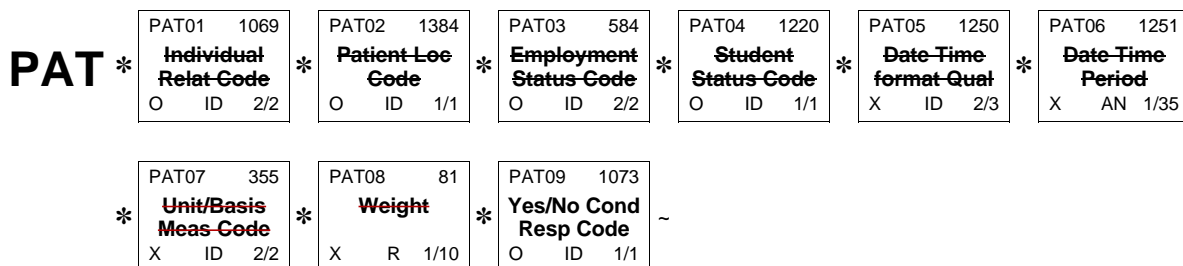 PAT01 1069 PAT02 1384 PAT03 584 PAT04 1220 PAT05 1250 PAT06 1251
PAT * Individual * Patient Loc * Employment * Student * Date Time * Date Time
Relat Code Code Status Code Status Code format Qual Period
O ID 2/2 O ID 1/1 O ID 2/2 O ID 1/1 X ID 2/3 X AN 1/35
PAT07 355 PAT08 81 PAT09 1073
* Unit/Basis * Weight * Yes/No Cond ~
Meas Code Resp Code
X ID 2/2 X R 1/10 O ID 1/1